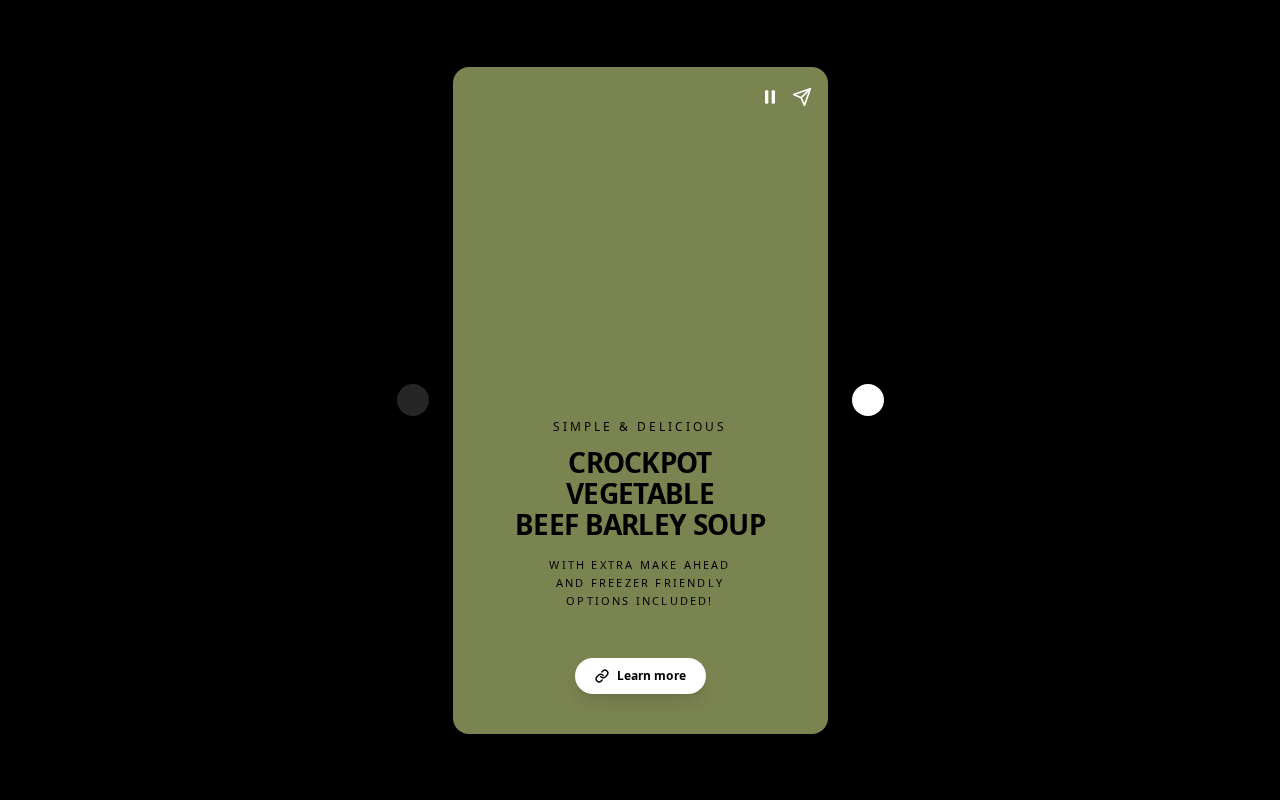 SIMPLE & DELICIOUS
CROCKPOT
VEGETABLE
BEEF BARLEY SOUP
WITH EXTRA MAKE AHEAD
AND FREEZER FRIENDLY
OPTIONS INCLUDED!
Learn more